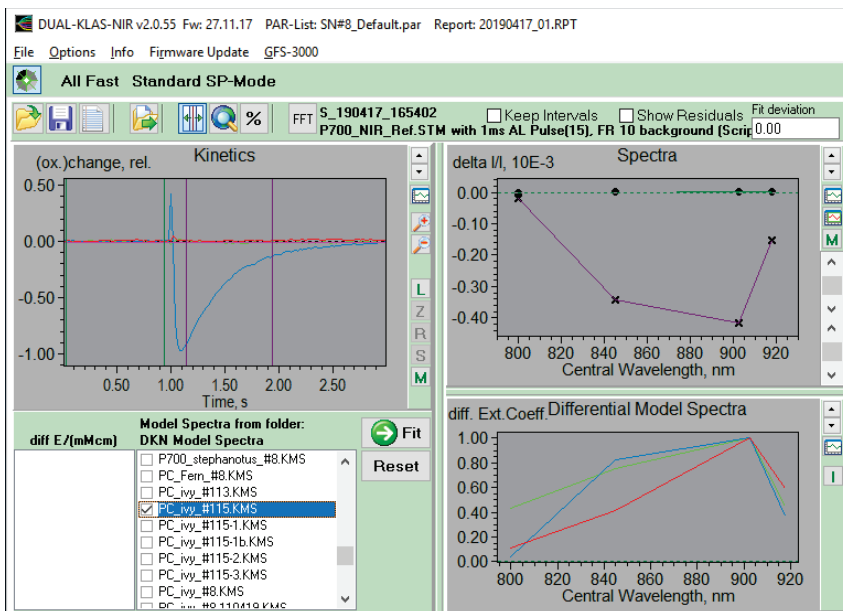 DUAL-KLAS-NIR v2.0.55 Fw: 27.11.17 PAR-List: SN#8_Default.par Report: 20190417_01.RPT
File Options Info Firmware Update GFS-3000
All Fast Standard SP-Mode
% FFT S_190417_165402 Keep Intervals Show Residuals Fit deviation
P700_NIR_Ref.STM with 1ms AL Pulse(15), FR 10 background (Scrip 0.00
Kinetics
(ox.)change, rel.
0.50
0.00
-0.50
-1.00
0.50 1.00 1.50 2.00 2.50
Time, s
L
Z
R
S
M
Spectra
delta I/I, 10E-3
0.00
-0.10
-0.20
-0.30
-0.40
800 820 840 860 880 900 920
Central Wavelength, nm
M
diff E/(mMcm)
Model Spectra from folder:
DKN Model Spectra
P700_stephanotus_#8.KMS
PC_Fern_#8.KMS
PC_ivy_#113.KMS
PC_ivy_#115.KMS
PC_ivy_#115-1.KMS
PC_ivy_#115-1b.KMS
PC_ivy_#115-2.KMS
PC_ivy_#115-3.KMS
PC_ivy_#8.KMS
PC_ivy_#8_110419.KMS
Fit
Reset
diff. Ext.Coeff. Differential Model Spectra
1.00
0.80
0.60
0.40
0.20
0.00
800 820 840 860 880 900 920
Central Wavelength, nm
I